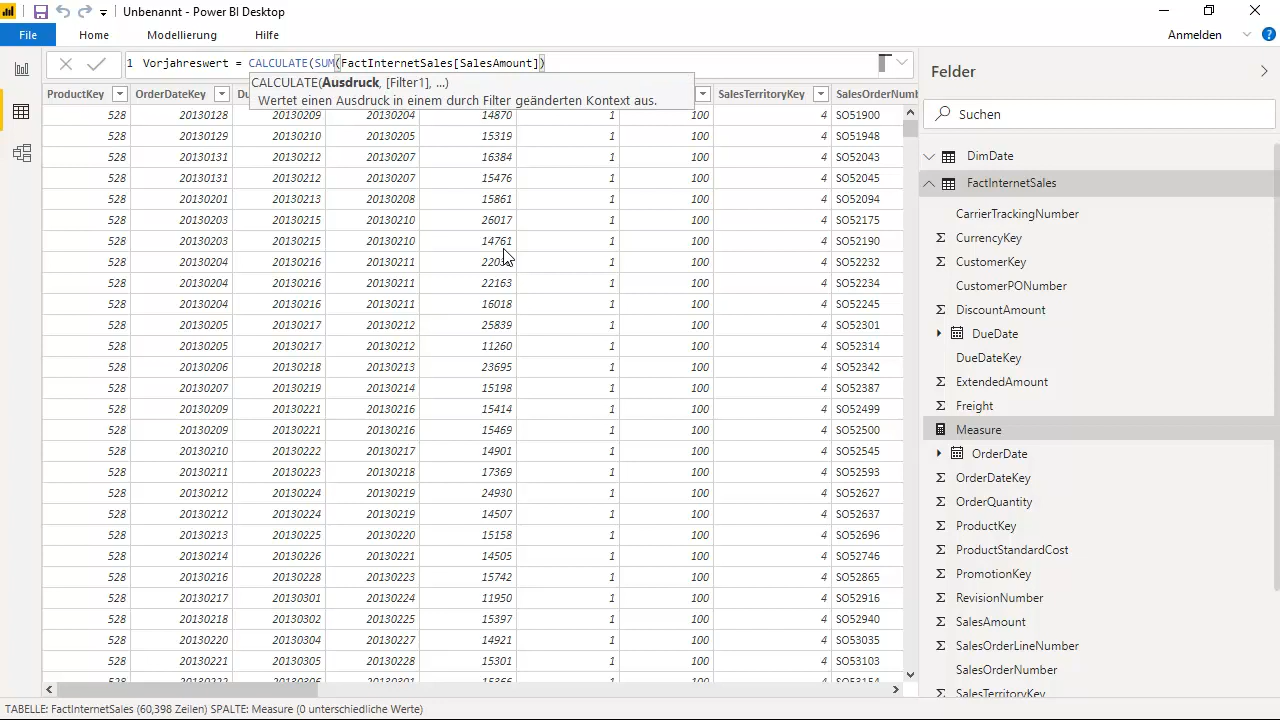 Unbenannt - Power BI Desktop
File Home Modellierung Hilfe Anmelden
1 Vorjahreswert = CALCULATE(SUM(FactInternetSales[SalesAmount])
CALCULATE(Ausdruck, [Filter1], ...)
Wertet einen Ausdruck in einem durch Filter geänderten Kontext aus.
ProductKey OrderDateKey SalesTerritoryKey
528 20130128 20130209 20130204 14870 1 100 4 SO51900
528 20130129 20130210 20130205 15319 1 100 4 SO51948
528 20130131 20130212 20130207 16384 1 100 4 SO52043
528 20130131 20130212 20130207 15476 1 100 4 SO52045
528 20130201 20130213 20130208 15861 1 100 4 SO52094
528 20130203 20130215 20130210 26017 1 100 4 SO52175
528 20130203 20130215 20130210 14761 1 100 4 SO52190
528 20130204 20130216 20130211 1 100 4 SO52232
528 20130204 20130216 20130211 22163 1 100 4 SO52234
528 20130204 20130216 20130211 16018 1 100 4 SO52245
528 20130205 20130217 20130212 25839 1 100 4 SO52301
528 20130205 20130217 20130212 11260 1 100 4 SO52314
528 20130206 20130218 20130213 23695 1 100 4 SO52342
528 20130207 20130219 20130214 15198 1 100 4 SO52387
528 20130209 20130221 20130216 15414 1 100 4 SO52499
528 20130209 20130221 20130216 15469 1 100 4 SO52500
528 20130210 20130222 20130217 14901 1 100 4 SO52545
528 20130211 20130223 20130218 17369 1 100 4 SO52593
528 20130212 20130224 20130219 24930 1 100 4 SO52627
528 20130212 20130224 20130219 14507 1 100 4 SO52637
528 20130213 20130225 20130220 15158 1 100 4 SO52696
528 20130214 20130226 20130221 14505 1 100 4 SO52746
528 20130216 20130228 20130223 15742 1 100 4 SO52865
528 20130217 20130301 20130224 11950 1 100 4 SO52916
528 20130218 20130302 20130225 15397 1 100 4 SO52940
528 20130220 20130304 20130227 14921 1 100 4 SO53035
528 20130221 20130305 20130228 15301 1 100 4 SO53103
Felder
Suchen
DimDate
FactInternetSales
CarrierTrackingNumber
CurrencyKey
CustomerKey
CustomerPONumber
DiscountAmount
DueDate
DueDateKey
ExtendedAmount
Freight
Measure
OrderDate
OrderDateKey
OrderQuantity
ProductKey
ProductStandardCost
PromotionKey
RevisionNumber
SalesAmount
SalesOrderLineNumber
SalesOrderNumber
SalesTerritoryKey
TABELLE: FactInternetSales (60,398 Zeilen) SPALTE: Measure (0 unterschiedliche Werte)